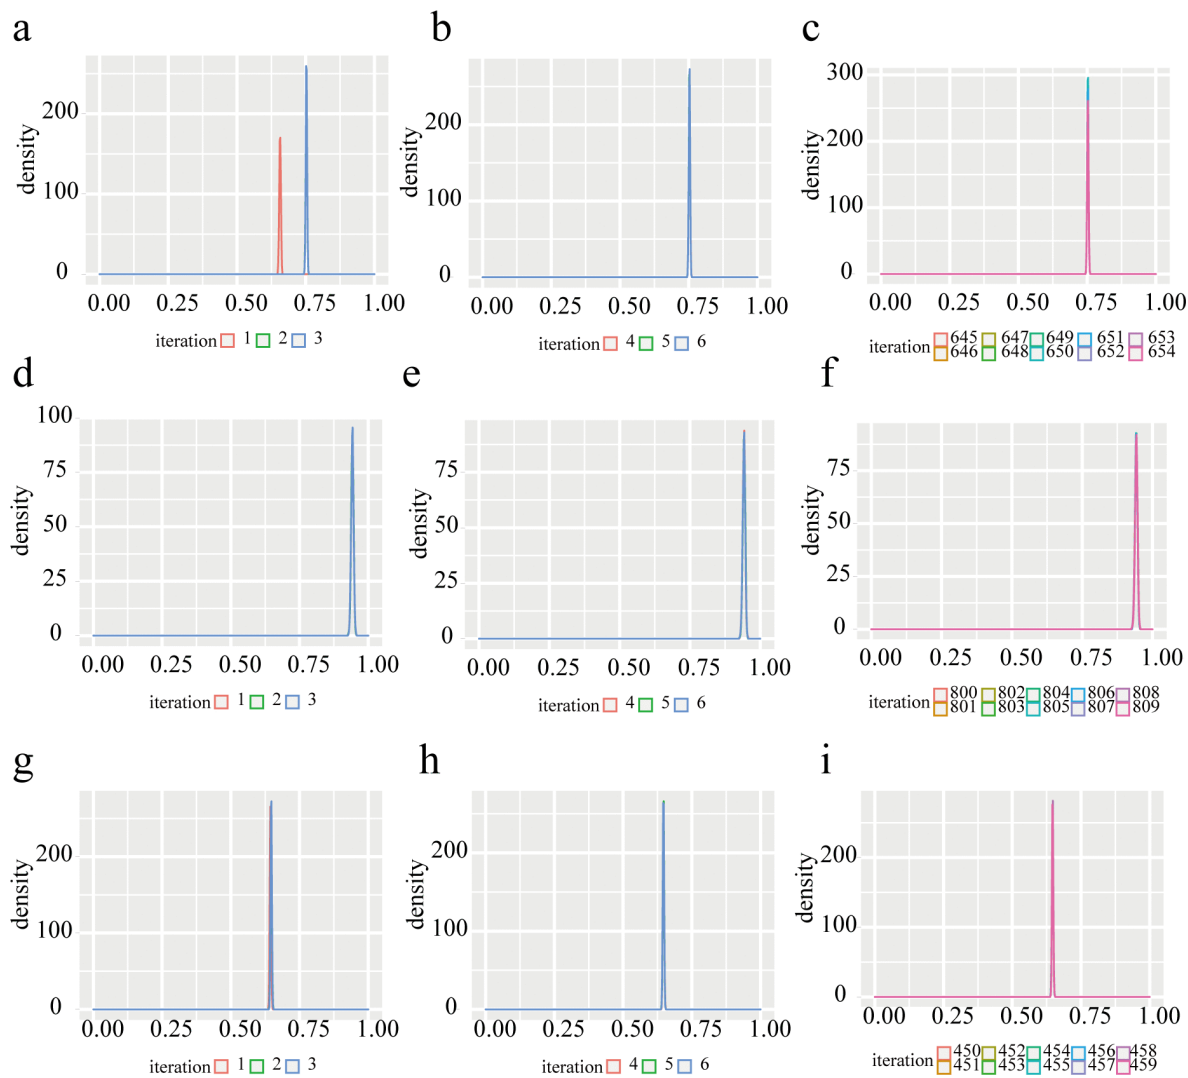 a
density
200
100
0
0.00 0.25 0.50 0.75 1.00
iteration 1 2 3
b
density
200
100
0
0.00 0.25 0.50 0.75 1.00
iteration 4 5 6
c
density
300
200
100
0
0.00 0.25 0.50 0.75 1.00
iteration
645 647 649 651 653
646 648 650 652 654
d
density
100
75
50
25
0
0.00 0.25 0.50 0.75 1.00
iteration 1 2 3
e
density
75
50
25
0
0.00 0.25 0.50 0.75 1.00
iteration 4 5 6
f
density
75
50
25
0
0.00 0.25 0.50 0.75 1.00
iteration
800 802 804 806 808
801 803 805 807 809
g
density
200
100
0
0.00 0.25 0.50 0.75 1.00
iteration 1 2 3
h
density
200
100
0
0.00 0.25 0.50 0.75 1.00
iteration 4 5 6
i
density
200
100
0
0.00 0.25 0.50 0.75 1.00
iteration
450 452 454 456 458
451 453 455 457 459